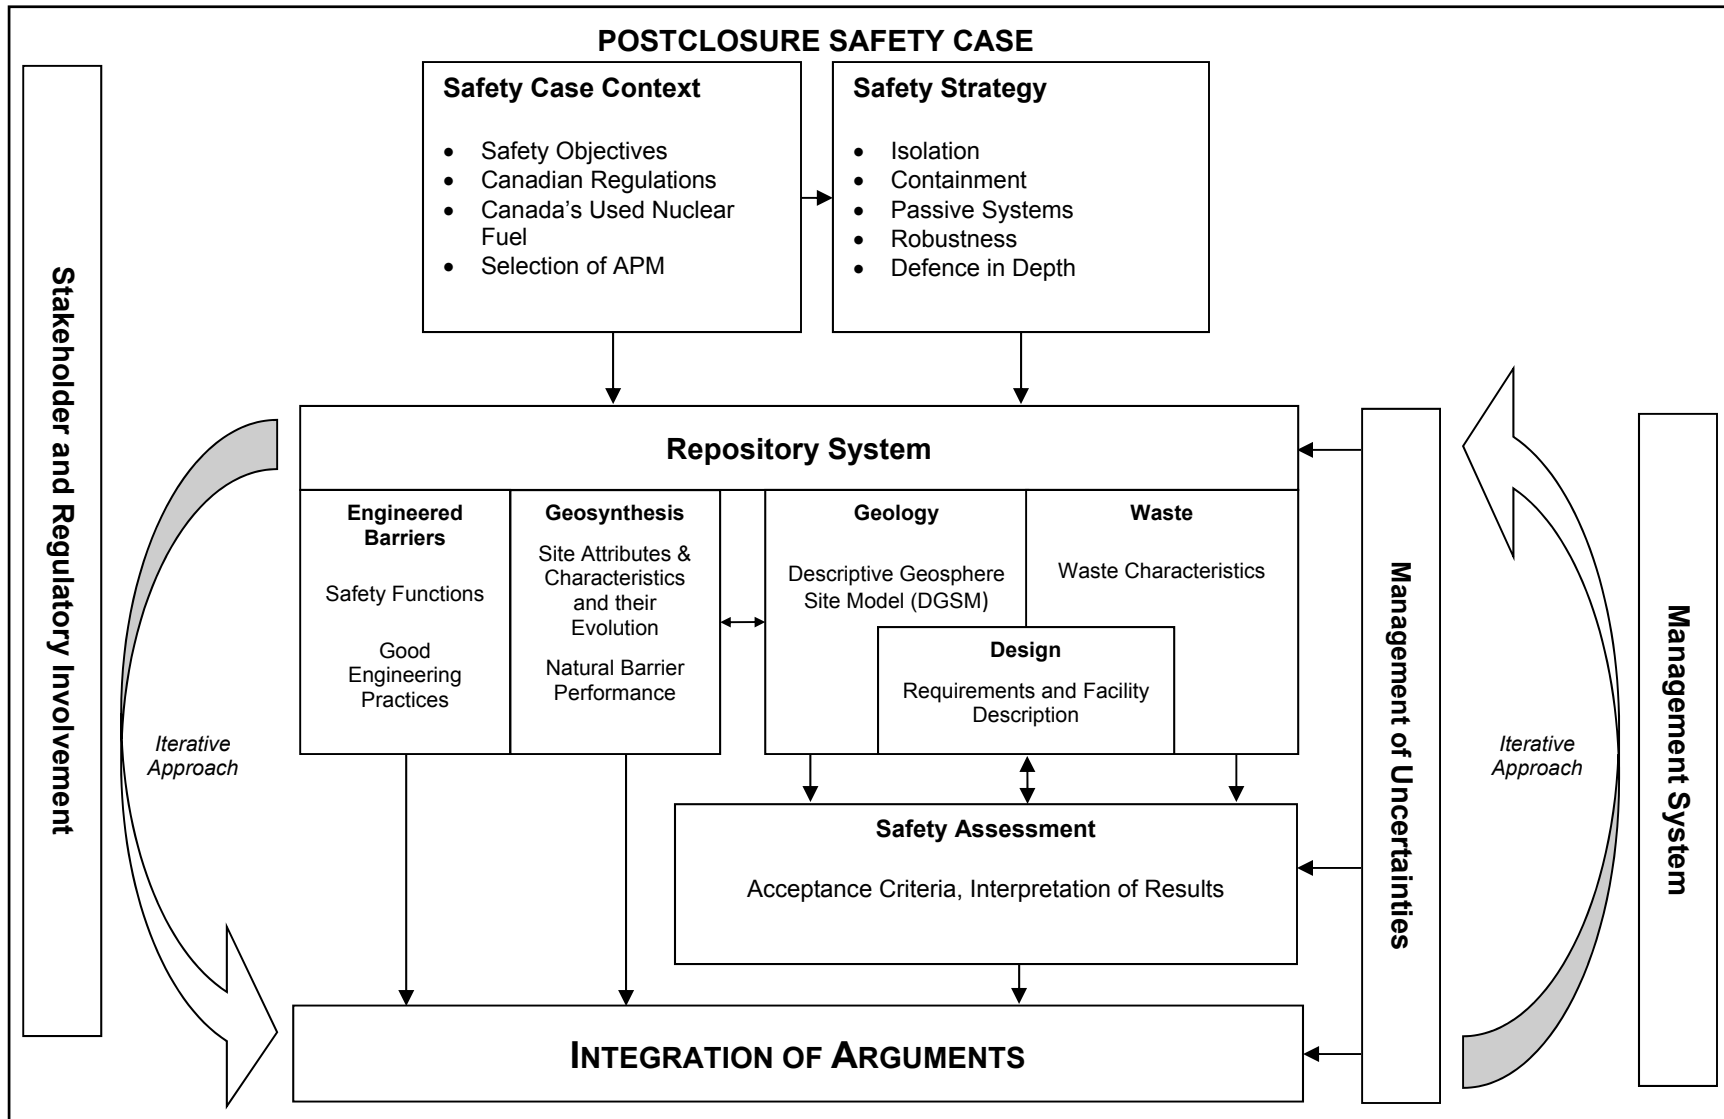 POSTCLOSURE SAFETY CASE
Stakeholder and Regulatory Involvement
Safety Case Context
• Safety Objectives
• Canadian Regulations
• Canada's Used Nuclear
Fuel
• Selection of APM
Safety Strategy
• Isolation
• Containment
• Passive Systems
• Robustness
• Defence in Depth
Repository System
Engineered
Barriers
Safety Functions
Good
Engineering
Practices
Geosynthesis
Site Attributes &
Characteristics
and their
Evolution
Natural Barrier
Performance
Geology
Descriptive Geosphere
Site Model (DGSM)
Waste
Waste Characteristics
Design
Requirements and Facility
Description
Iterative
Approach
Safety Assessment
Acceptance Criteria, Interpretation of Results
INTEGRATION OF ARGUMENTS
Management of Uncertainties
Iterative
Approach
Management System